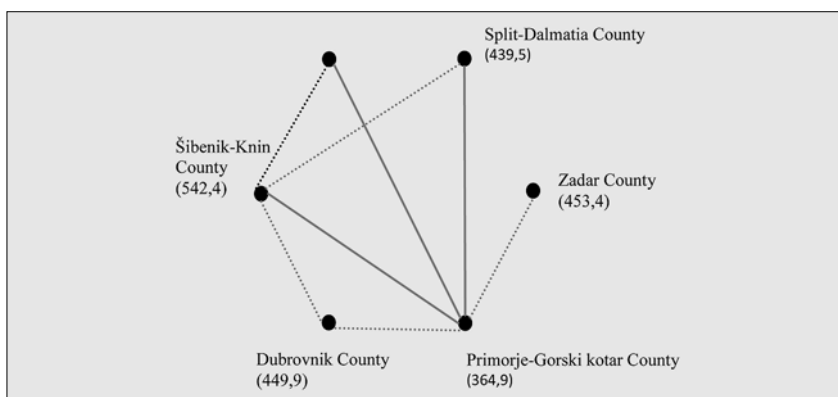 Split-Dalmatia County
(439,5)
Šibenik-Knin
County
(542,4)
Zadar County
(453,4)
Dubrovnik County
(449,9)
Primorje-Gorski kotar County
(364,9)